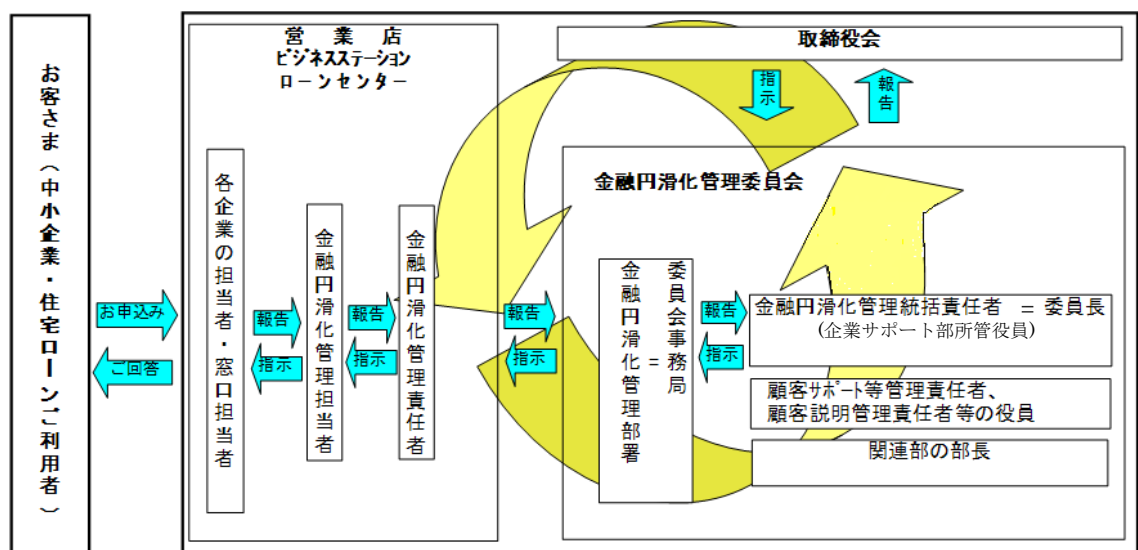 お客さま（中小企業・住宅ローンご利用者）
お申込み
ご回答
営業店
ビジネスステーション
ローンセンター
各企業の担当者・窓口担当者
報告
指示
金融円滑化管理担当者
報告
指示
金融円滑化管理責任者
報告
指示
取締役会
指示
報告
金融円滑化管理委員会
委員会事務局
＝
金融円滑化管理部署
報告
指示
金融円滑化管理統括責任者 ＝ 委員長
(企業サポート部所管役員)
顧客サポート等管理責任者、
顧客説明管理責任者等の役員
関連部の部長